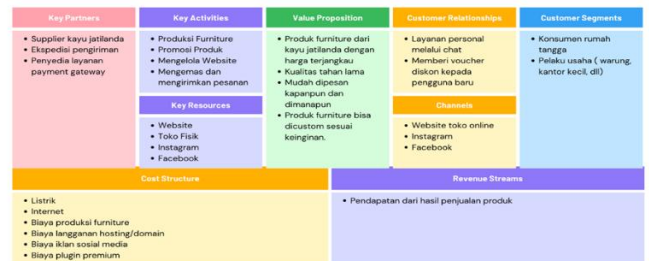 Key Partners
• Supplier kayu jatilanda
• Ekspedisi pengiriman
• Penyedia layanan
payment gateway
Key Activities
• Produksi Furniture
• Promosi Produk
• Mengelola Website
• Mengemas dan
mengirimkan pesanan
Key Resources
• Website
• Toko Fisik
• Instagram
• Facebook
Value Proposition
• Produk furniture dari
kayu jatilanda dengan
harga terjangkau
• Kualitas tahan lama
• Mudah dipesan
kapanpun dan
dimanapun
• Produk furniture bisa
dicustom sesuai
keinginan.
Customer Relationships
• Layanan personal
melalui chat
• Memberi voucher
diskon kepada
pengguna baru
Channels
• Website toko online
• Instagram
• Facebook
Customer Segments
• Konsumen rumah
tangga
• Pelaku usaha ( warung,
kantor kecil, dll)
Cost Structure
• Listrik
• Internet
• Biaya produksi furniture
• Biaya langganan hosting/domain
• Biaya iklan sosial media
• Biaya plugin premium
Revenue Streams
• Pendapatan dari hasil penjualan produk